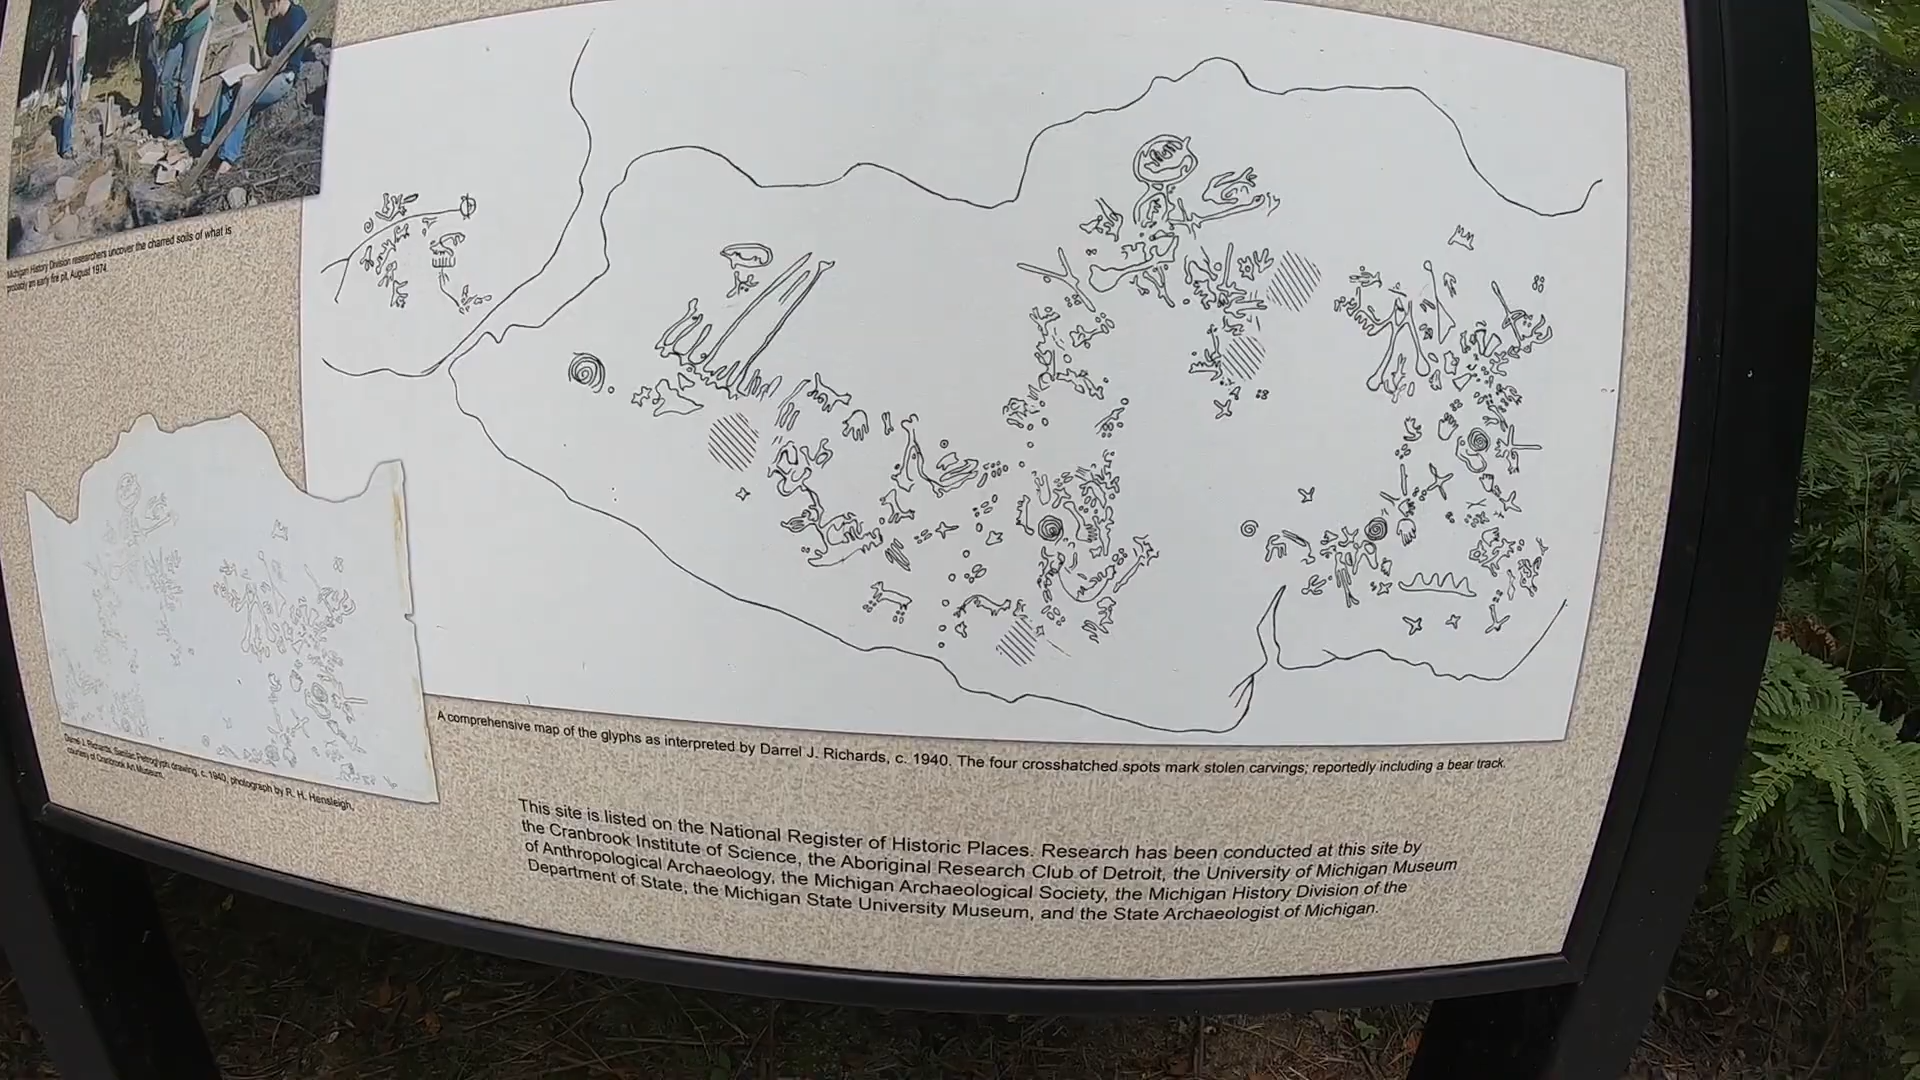 Michigan History Division researchers uncover the charred soils of what is
probably an early fire pit, August 1974.
Darrel J. Richards, Sanilac Petroglyph drawing, c. 1940, photograph by R. H. Hensleigh,
courtesy of Cranbrook Art Museum.
A comprehensive map of the glyphs as interpreted by Darrel J. Richards, c. 1940. The four crosshatched spots mark stolen carvings; reportedly including a bear track.
This site is listed on the National Register of Historic Places. Research has been conducted at this site by
the Cranbrook Institute of Science, the Aboriginal Research Club of Detroit, the University of Michigan Museum
of Anthropological Archaeology, the Michigan Archaeological Society, the Michigan History Division of the
Department of State, the Michigan State University Museum, and the State Archaeologist of Michigan.